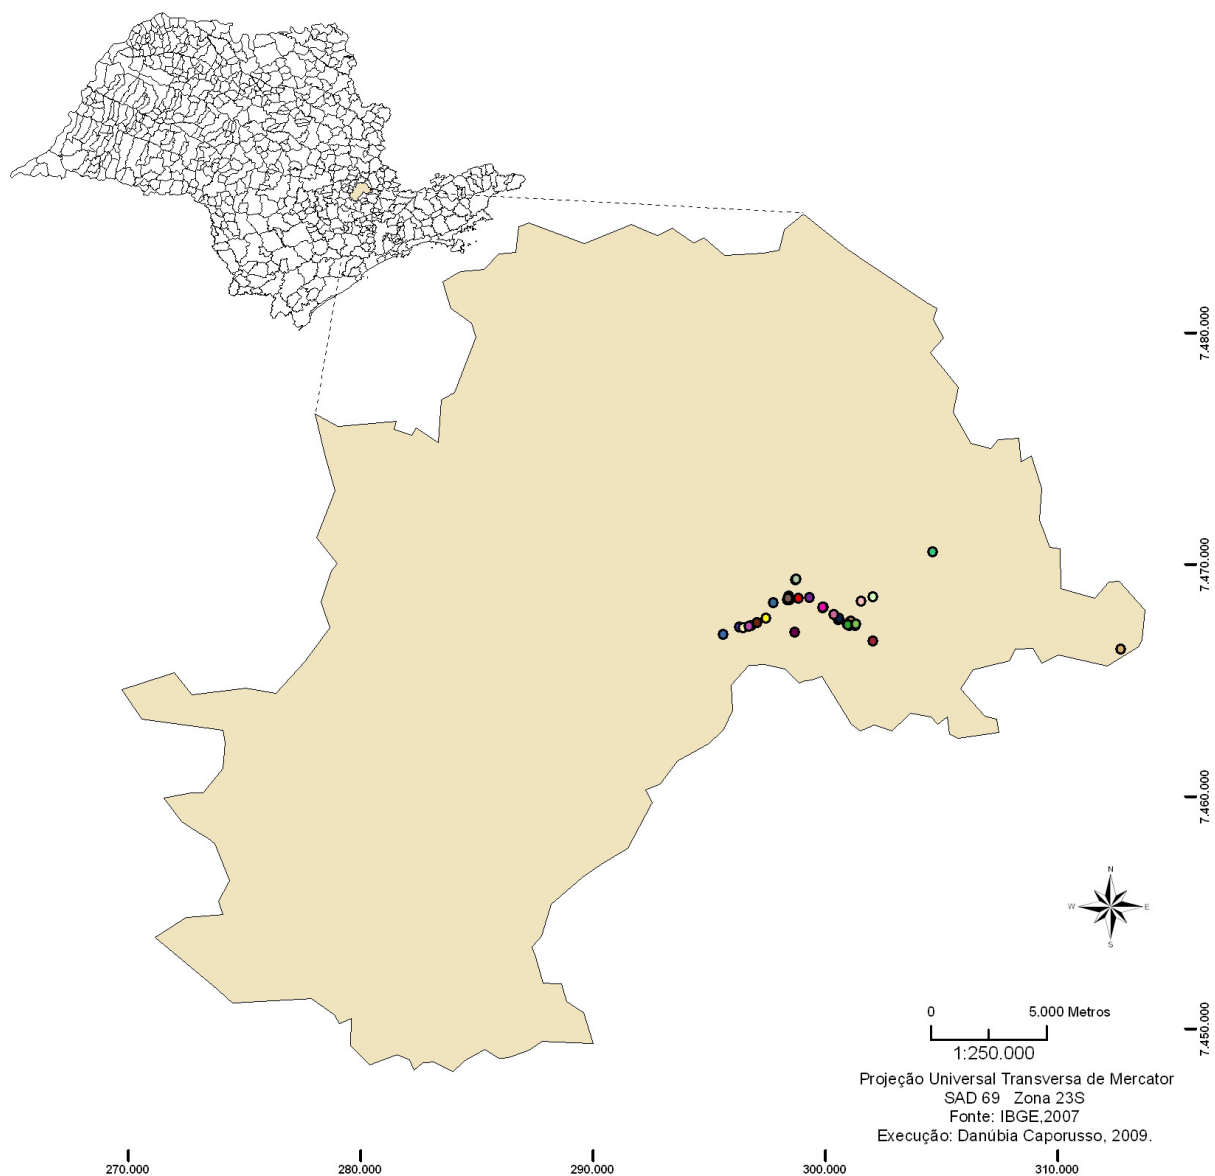 7.480.000
7.470.000
7.460.000
N
W
E
S
7.450.000
0
5.000 Metros
1:250.000
Projeção Universal Transversa de Mercator
SAD 69 Zona 23S
Fonte: IBGE,2007
Execução: Danúbia Caporusso, 2009.
270.000
280.000
290.000
300.000
310.000